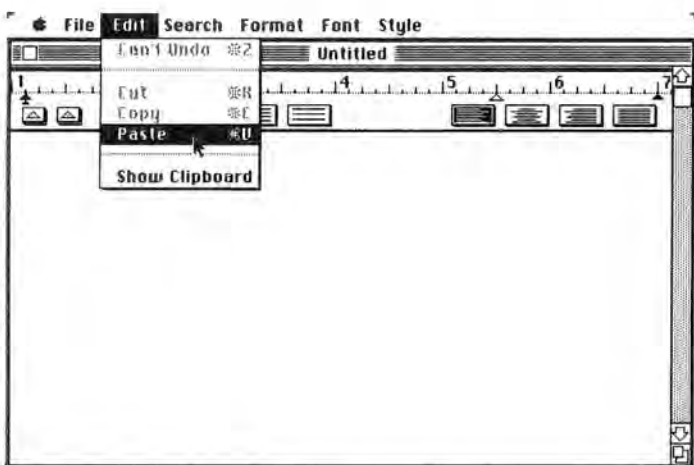 File Edit Search Format Font Style
Untitled
1 4 5 6 7
Can't Undo ⌘Z
Cut ⌘X
Copy ⌘C
Paste ⌘V
Show Clipboard